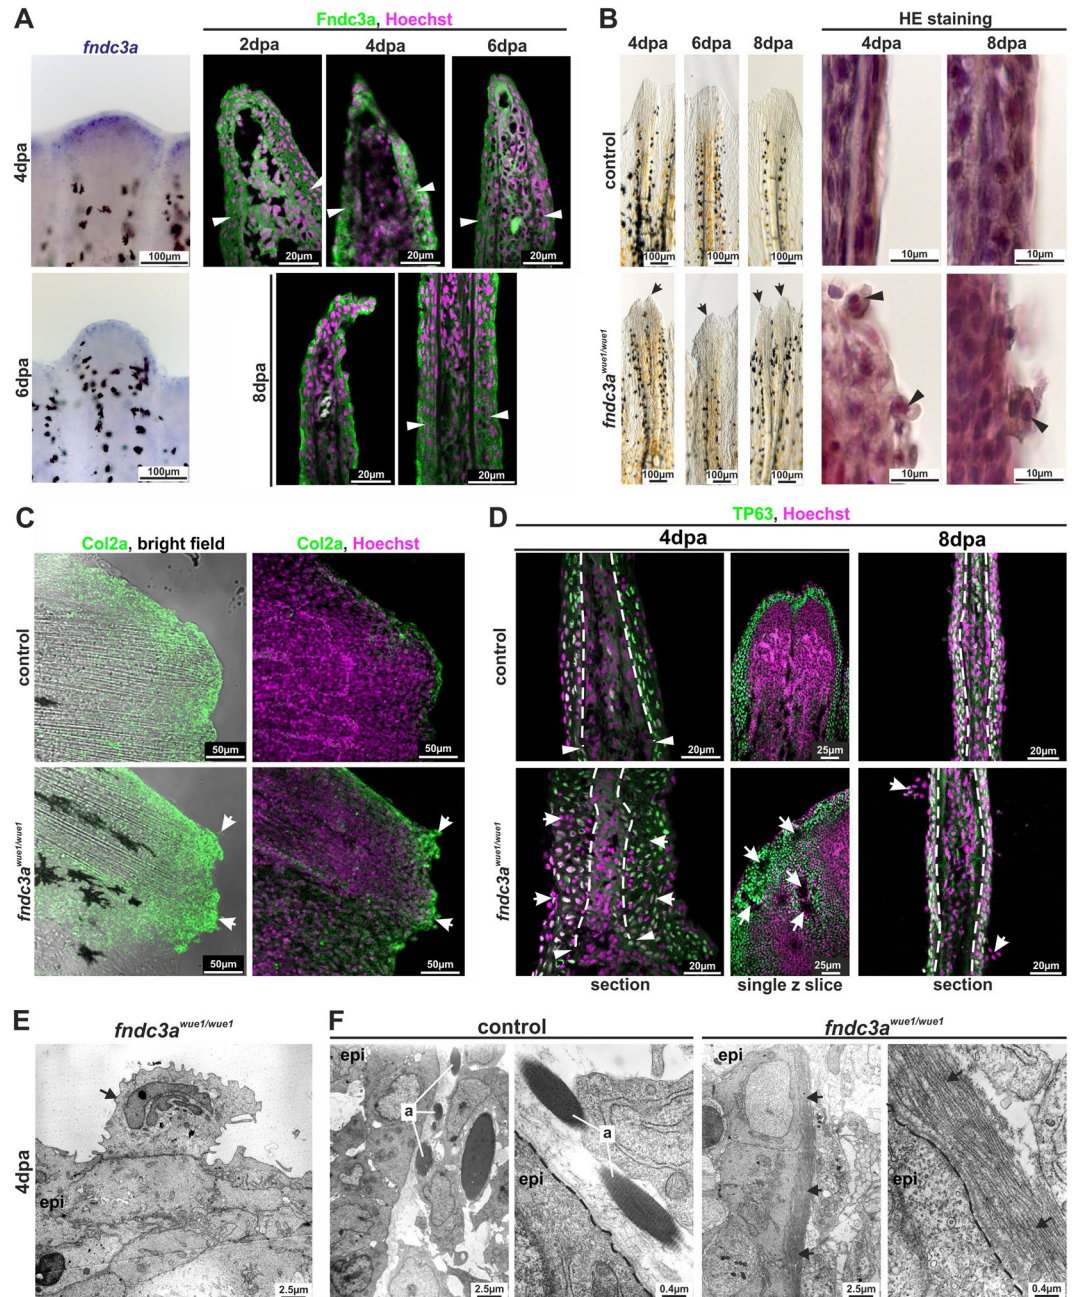 A
fndc3a
Fndc3a, Hoechst
2dpa
4dpa
6dpa
4dpa
100µm
20µm
20µm
20µm
6dpa
100µm
8dpa
20µm
20µm
B
HE staining
4dpa
6dpa
8dpa
4dpa
8dpa
control
100µm
100µm
100µm
10µm
10µm
fndc3a wue1/wue1
100µm
100µm
100µm
10µm
10µm
C
Col2a, bright field
Col2a, Hoechst
control
50µm
50µm
fndc3a wue1/wue1
50µm
50µm
D
TP63, Hoechst
4dpa
8dpa
control
20µm
25µm
20µm
fndc3a wue1/wue1
20µm
25µm
20µm
section
single z slice
section
E
fndc3a wue1/wue1
4dpa
epi
2.5µm
F
control
fndc3a wue1/wue1
epi
a
2.5µm
a
epi
0.4µm
epi
2.5µm
epi
0.4µm